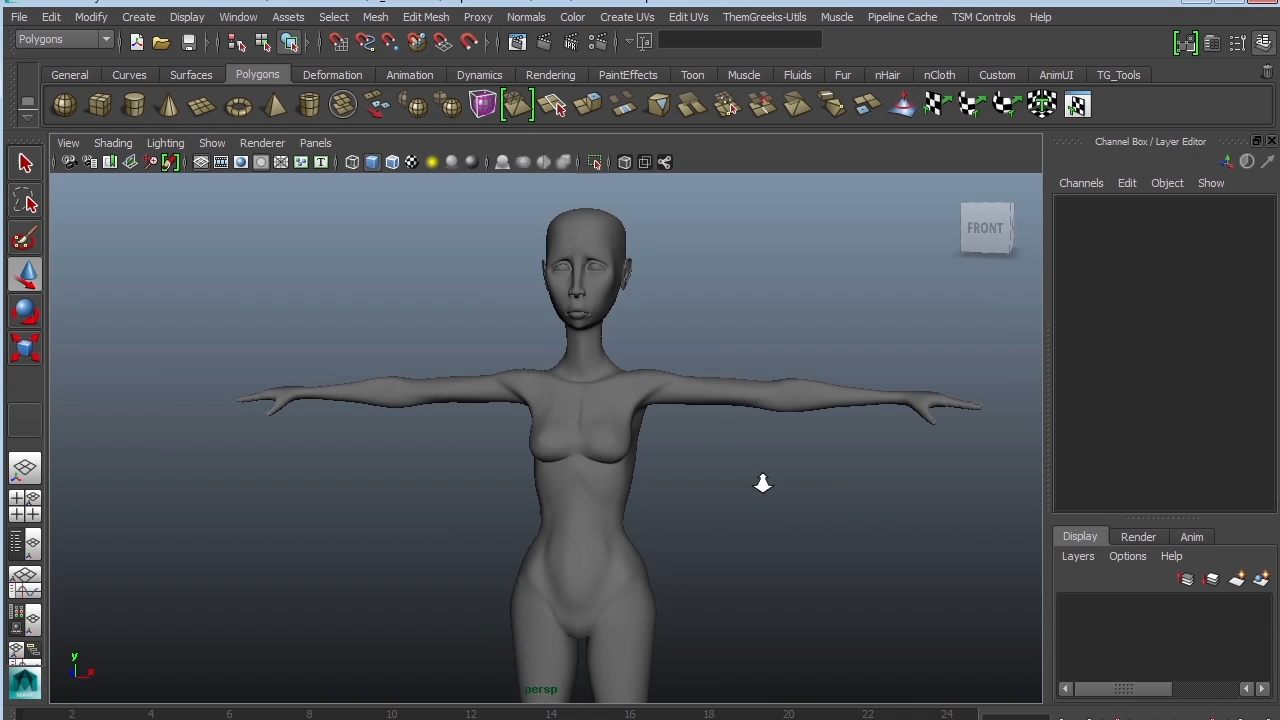 File Edit Modify Create Display Window Assets Select Mesh Edit Mesh Proxy Normals Color Create UVs Edit UVs ThemGreeks-Utils Muscle Pipeline Cache TSM Controls Help
Polygons
General Curves Surfaces Polygons Deformation Animation Dynamics Rendering PaintEffects Toon Muscle Fluids Fur nHair nCloth Custom AnimUI TG_Tools
View Shading Lighting Show Renderer Panels
Channel Box / Layer Editor
Channels Edit Object Show
FRONT
Display Render Anim
Layers Options Help
y
x
persp
MAYA
2 4 6 8 10 12 14 16 18 20 22 24